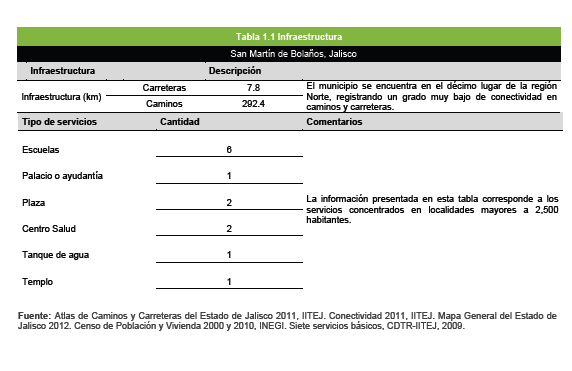 Tabla 1.1 Infraestructura
San Martín de Bolaños, Jalisco
Infraestructura Descripción
Infraestructura (km) Carreteras 7.8
Caminos 292.4
El municipio se encuentra en el décimo lugar de la región
Norte, registrando un grado muy bajo de conectividad en
caminos y carreteras.
Tipo de servicios Cantidad Comentarios
Escuelas 6
Palacio o ayudantía 1
Plaza 2
Centro Salud 2
Tanque de agua 1
Templo 1
La información presentada en esta tabla corresponde a los
servicios concentrados en localidades mayores a 2,500
habitantes.
Fuente: Atlas de Caminos y Carreteras del Estado de Jalisco 2011, IITEJ. Conectividad 2011, IITEJ. Mapa General del Estado de
Jalisco 2012. Censo de Población y Vivienda 2000 y 2010, INEGI. Siete servicios básicos, CDTR-IITEJ, 2009.